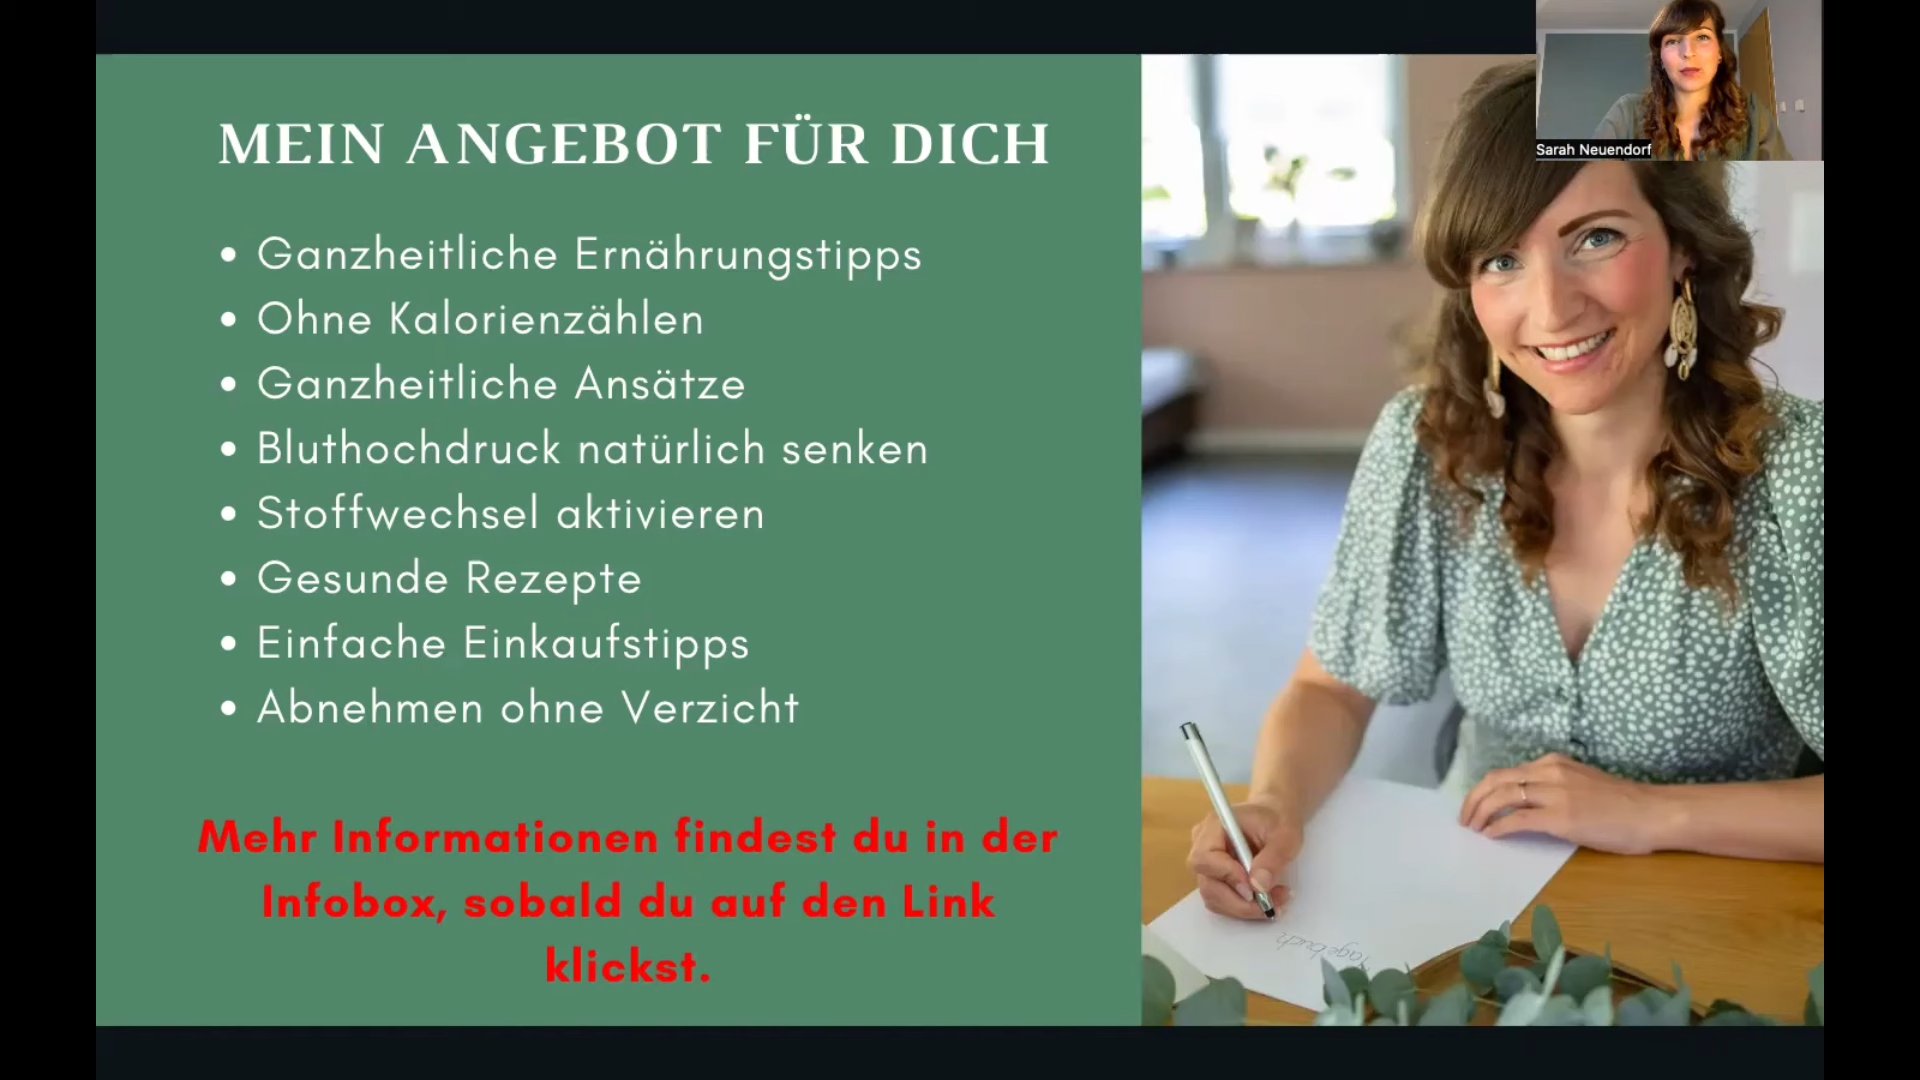 MEIN ANGEBOT FÜR DICH
• Ganzheitliche Ernährungstipps
• Ohne Kalorienzählen
• Ganzheitliche Ansätze
• Bluthochdruck natürlich senken
• Stoffwechsel aktivieren
• Gesunde Rezepte
• Einfache Einkaufstipps
• Abnehmen ohne Verzicht
Mehr Informationen findest du in der
Infobox, sobald du auf den Link
klickst.
Sarah Neuendorf
Tagebuch